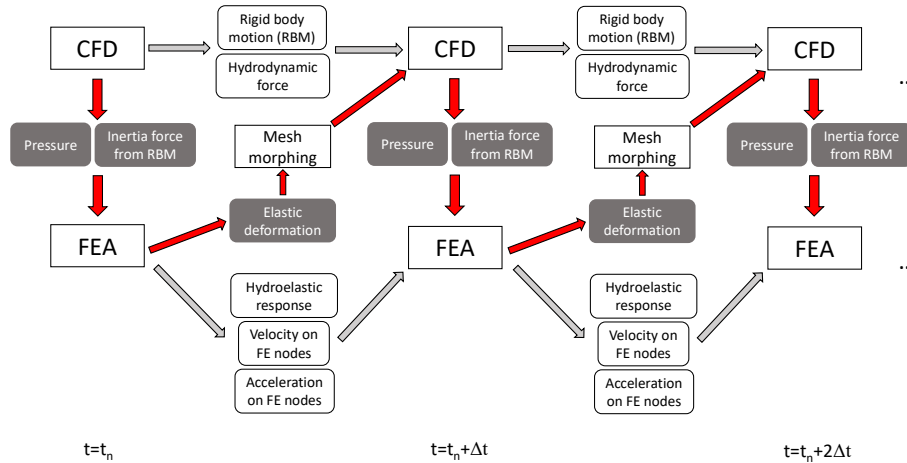 Rigid body
motion (RBM)
Rigid body
motion (RBM)
CFD
CFD
CFD
Hydrodynamic
force
Hydrodynamic
force
..
Pressure
Inertia force
from RBM
Mesh
morphing
Pressure
Inertia force
from RBM
Mesh
morphing
Pressure
Inertia force
from RBM
Elastic
deformation
Elastic
deformation
FEA
FEA
FEA
..
Hydroelastic
response
Hydroelastic
response
Velocity on
FE nodes
Velocity on
FE nodes
Acceleration
on FE nodes
Acceleration
on FE nodes
t=tn
t=tn+Δt
t=tn+2Δt